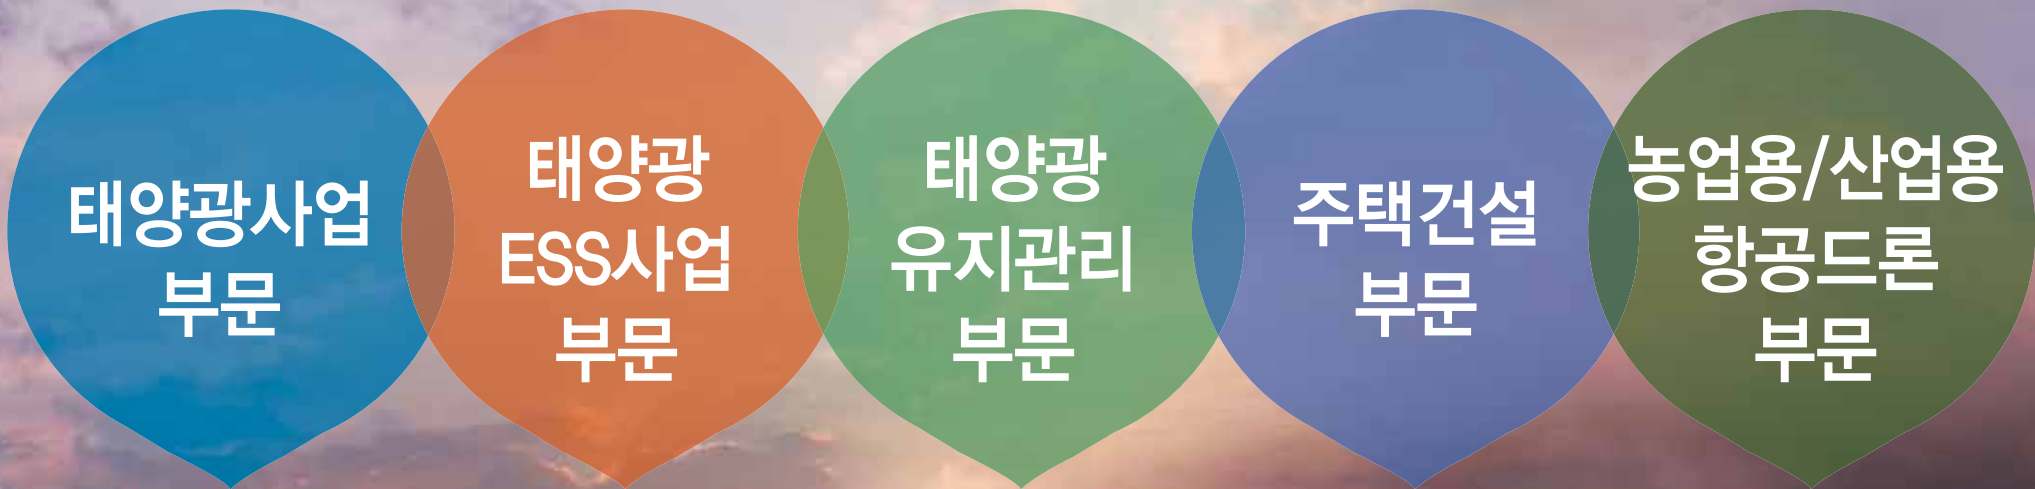 태양광사업
부문
태양광
ESS사업
부문
태양광
유지관리
부문
주택건설
부문
농업용/산업용
항공드론
부문